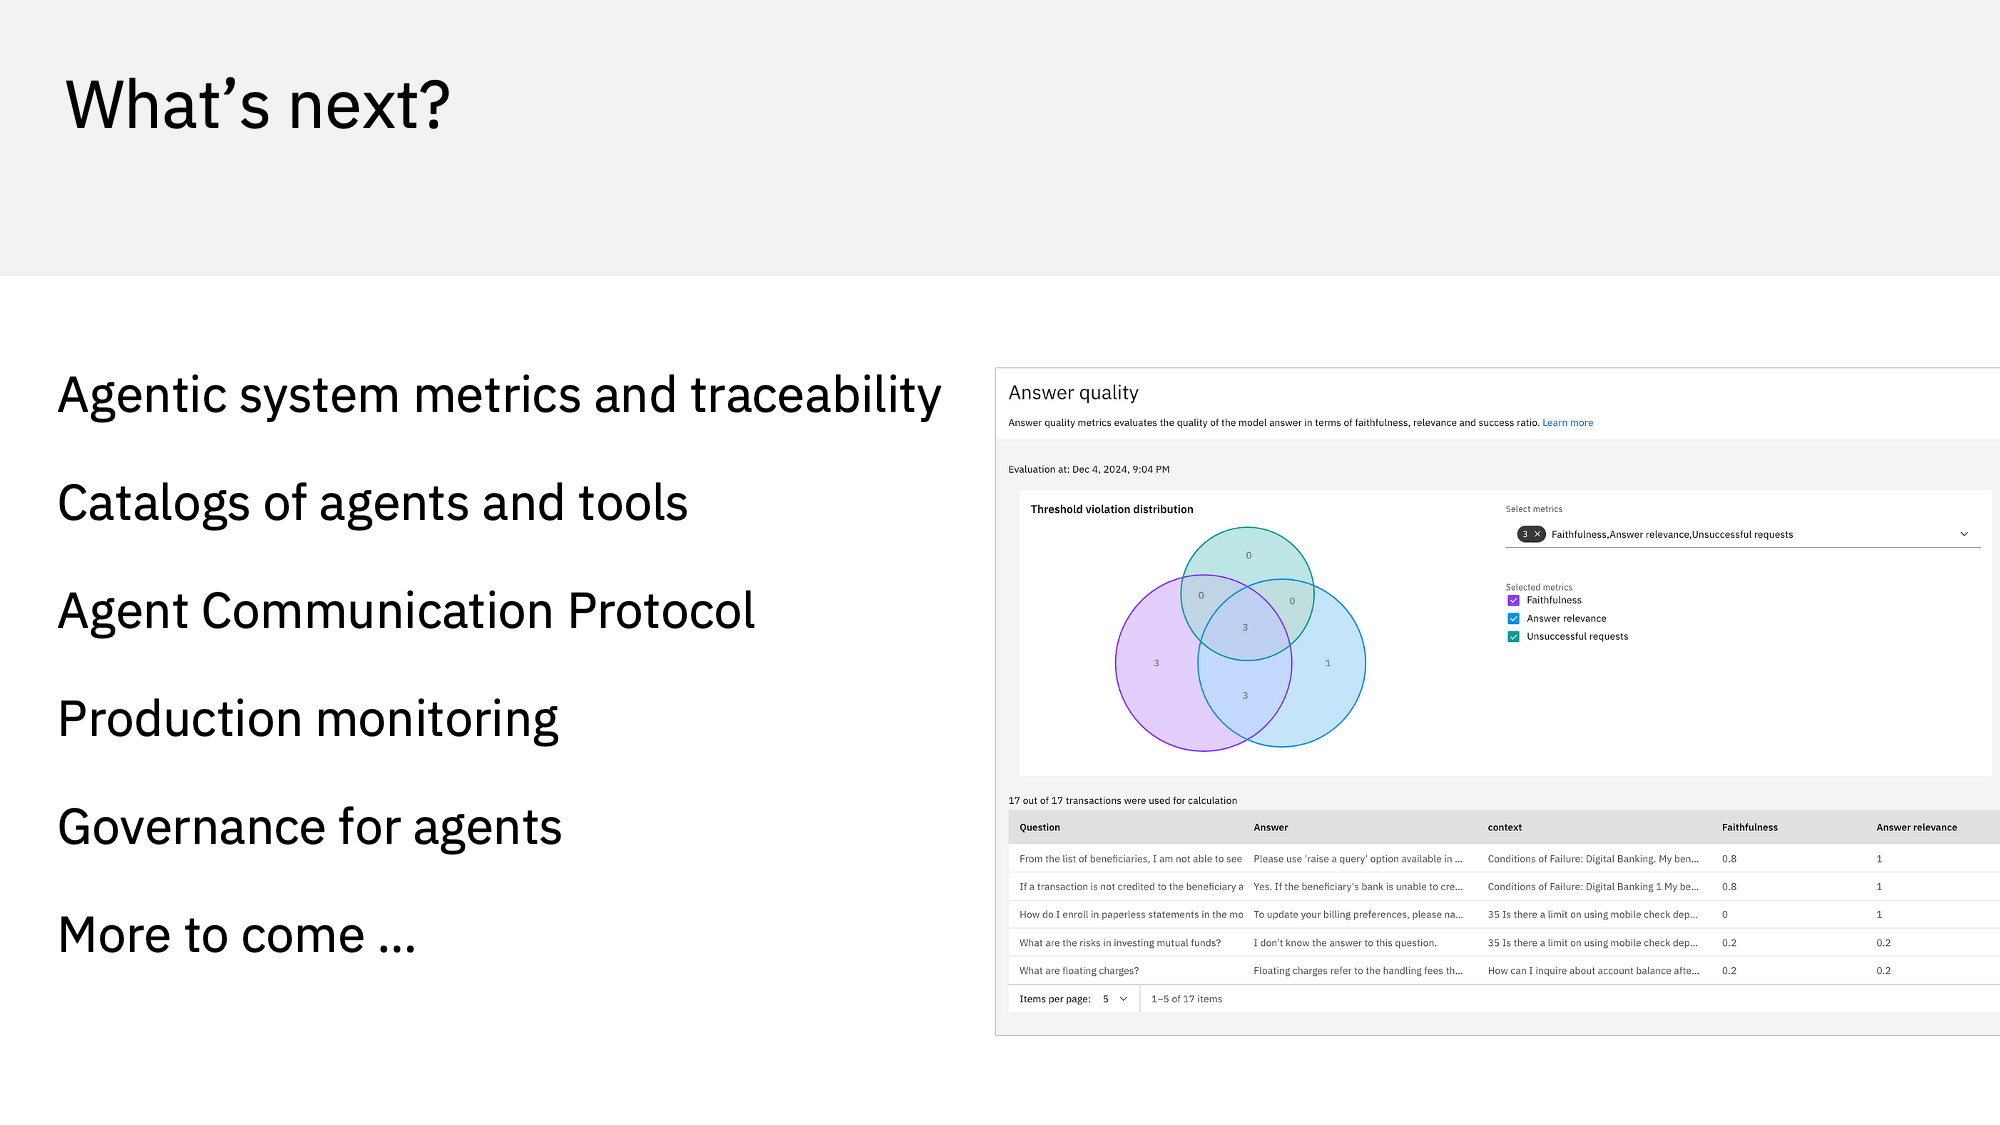 What’s next?
Agentic system metrics and traceability
Catalogs of agents and tools
Agent Communication Protocol
Production monitoring
Governance for agents
More to come ...
Answer quality
Answer quality metrics evaluates the quality of the model answer in terms of faithfulness, relevance and success ratio. Learn more
Evaluation at: Dec 4, 2024, 9:04 PM
Threshold violation distribution
0
0
0
3
3
1
3
Select metrics
3 × Faithfulness,Answer relevance,Unsuccessful requests
Selected metrics
Faithfulness
Answer relevance
Unsuccessful requests
17 out of 17 transactions were used for calculation
Question Answer context Faithfulness Answer relevance
From the list of beneficiaries, I am not able to see Please use 'raise a query' option available in ... Conditions of Failure: Digital Banking. My ben... 0.8 1
If a transaction is not credited to the beneficiary a Yes. If the beneficiary's bank is unable to cre... Conditions of Failure: Digital Banking 1 My be... 0.8 1
How do I enroll in paperless statements in the mo To update your billing preferences, please na... 35 Is there a limit on using mobile check dep... 0 1
What are the risks in investing mutual funds? I don't know the answer to this question. 35 Is there a limit on using mobile check dep... 0.2 0.2
What are floating charges? Floating charges refer to the handling fees th... How can I inquire about account balance afte... 0.2 0.2
Items per page: 5 1–5 of 17 items